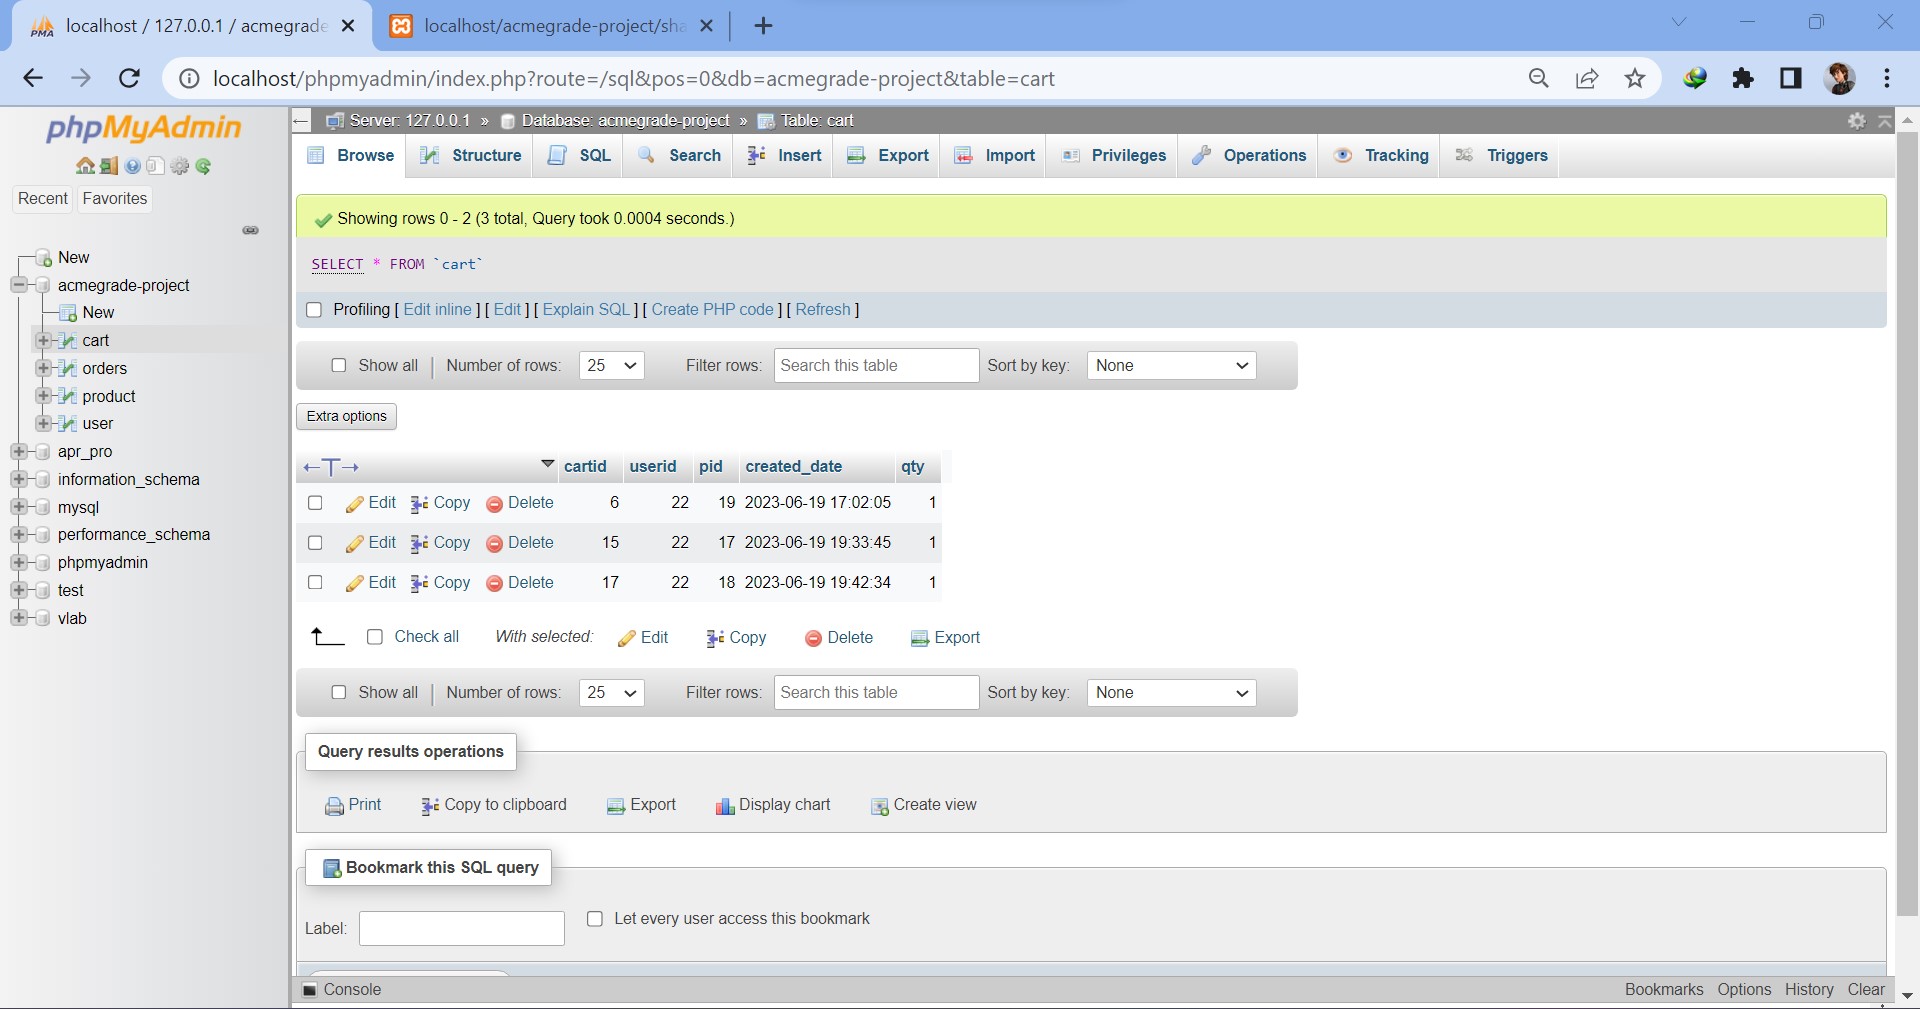 localhost / 127.0.0.1 / acmegrade
localhost/acmegrade-project/sha
localhost/phpmyadmin/index.php?route=/sql&pos=0&db=acmegrade-project&table=cart
phpMyAdmin
Recent Favorites
New
acmegrade-project
New
cart
orders
product
user
apr_pro
information_schema
mysql
performance_schema
phpmyadmin
test
vlab
Server: 127.0.0.1 » Database: acmegrade-project » Table: cart
Browse Structure SQL Search Insert Export Import Privileges Operations Tracking Triggers
Showing rows 0 - 2 (3 total, Query took 0.0004 seconds.)
SELECT * FROM `cart`
Profiling [ Edit inline ] [ Edit ] [ Explain SQL ] [ Create PHP code ] [ Refresh ]
Show all | Number of rows: 25 Filter rows: Search this table Sort by key: None
Extra options
←T→ cartid userid pid created_date qty
Edit Copy Delete 6 22 19 2023-06-19 17:02:05 1
Edit Copy Delete 15 22 17 2023-06-19 19:33:45 1
Edit Copy Delete 17 22 18 2023-06-19 19:42:34 1
Check all With selected: Edit Copy Delete Export
Show all | Number of rows: 25 Filter rows: Search this table Sort by key: None
Query results operations
Print Copy to clipboard Export Display chart Create view
Bookmark this SQL query
Label: Let every user access this bookmark
Console Bookmarks Options History Clear